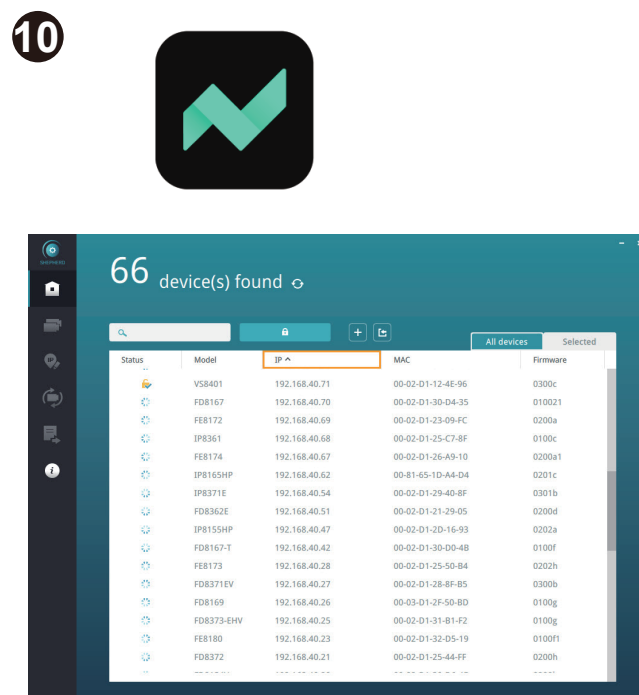 10
SHEPHERD
66 device(s) found
All devices Selected
Status Model IP MAC Firmware
VS8401 192.168.40.71 00-02-D1-12-4E-96 0300c
FD8167 192.168.40.70 00-02-D1-30-D4-35 010021
FE8172 192.168.40.69 00-02-D1-23-09-FC 0200a
IP8361 192.168.40.68 00-02-D1-25-C7-8F 0100c
FE8174 192.168.40.67 00-02-D1-26-A9-10 0200a1
IP8165HP 192.168.40.62 00-81-65-1D-A4-D4 0201c
IP8371E 192.168.40.54 00-02-D1-29-40-8F 0301b
FD8362E 192.168.40.51 00-02-D1-21-29-05 0200d
IP8155HP 192.168.40.47 00-02-D1-2D-16-93 0202a
FD8167-T 192.168.40.42 00-02-D1-30-D0-4B 0100f
FE8173 192.168.40.28 00-02-D1-25-50-B4 0202h
FD8371EV 192.168.40.27 00-02-D1-28-8F-B5 0300b
FD8169 192.168.40.26 00-03-D1-2F-50-BD 0100g
FD8373-EHV 192.168.40.25 00-02-D1-31-B1-F2 0100g
FE8180 192.168.40.23 00-02-D1-32-D5-19 0100f1
FD8372 192.168.40.21 00-02-D1-25-44-FF 0200h